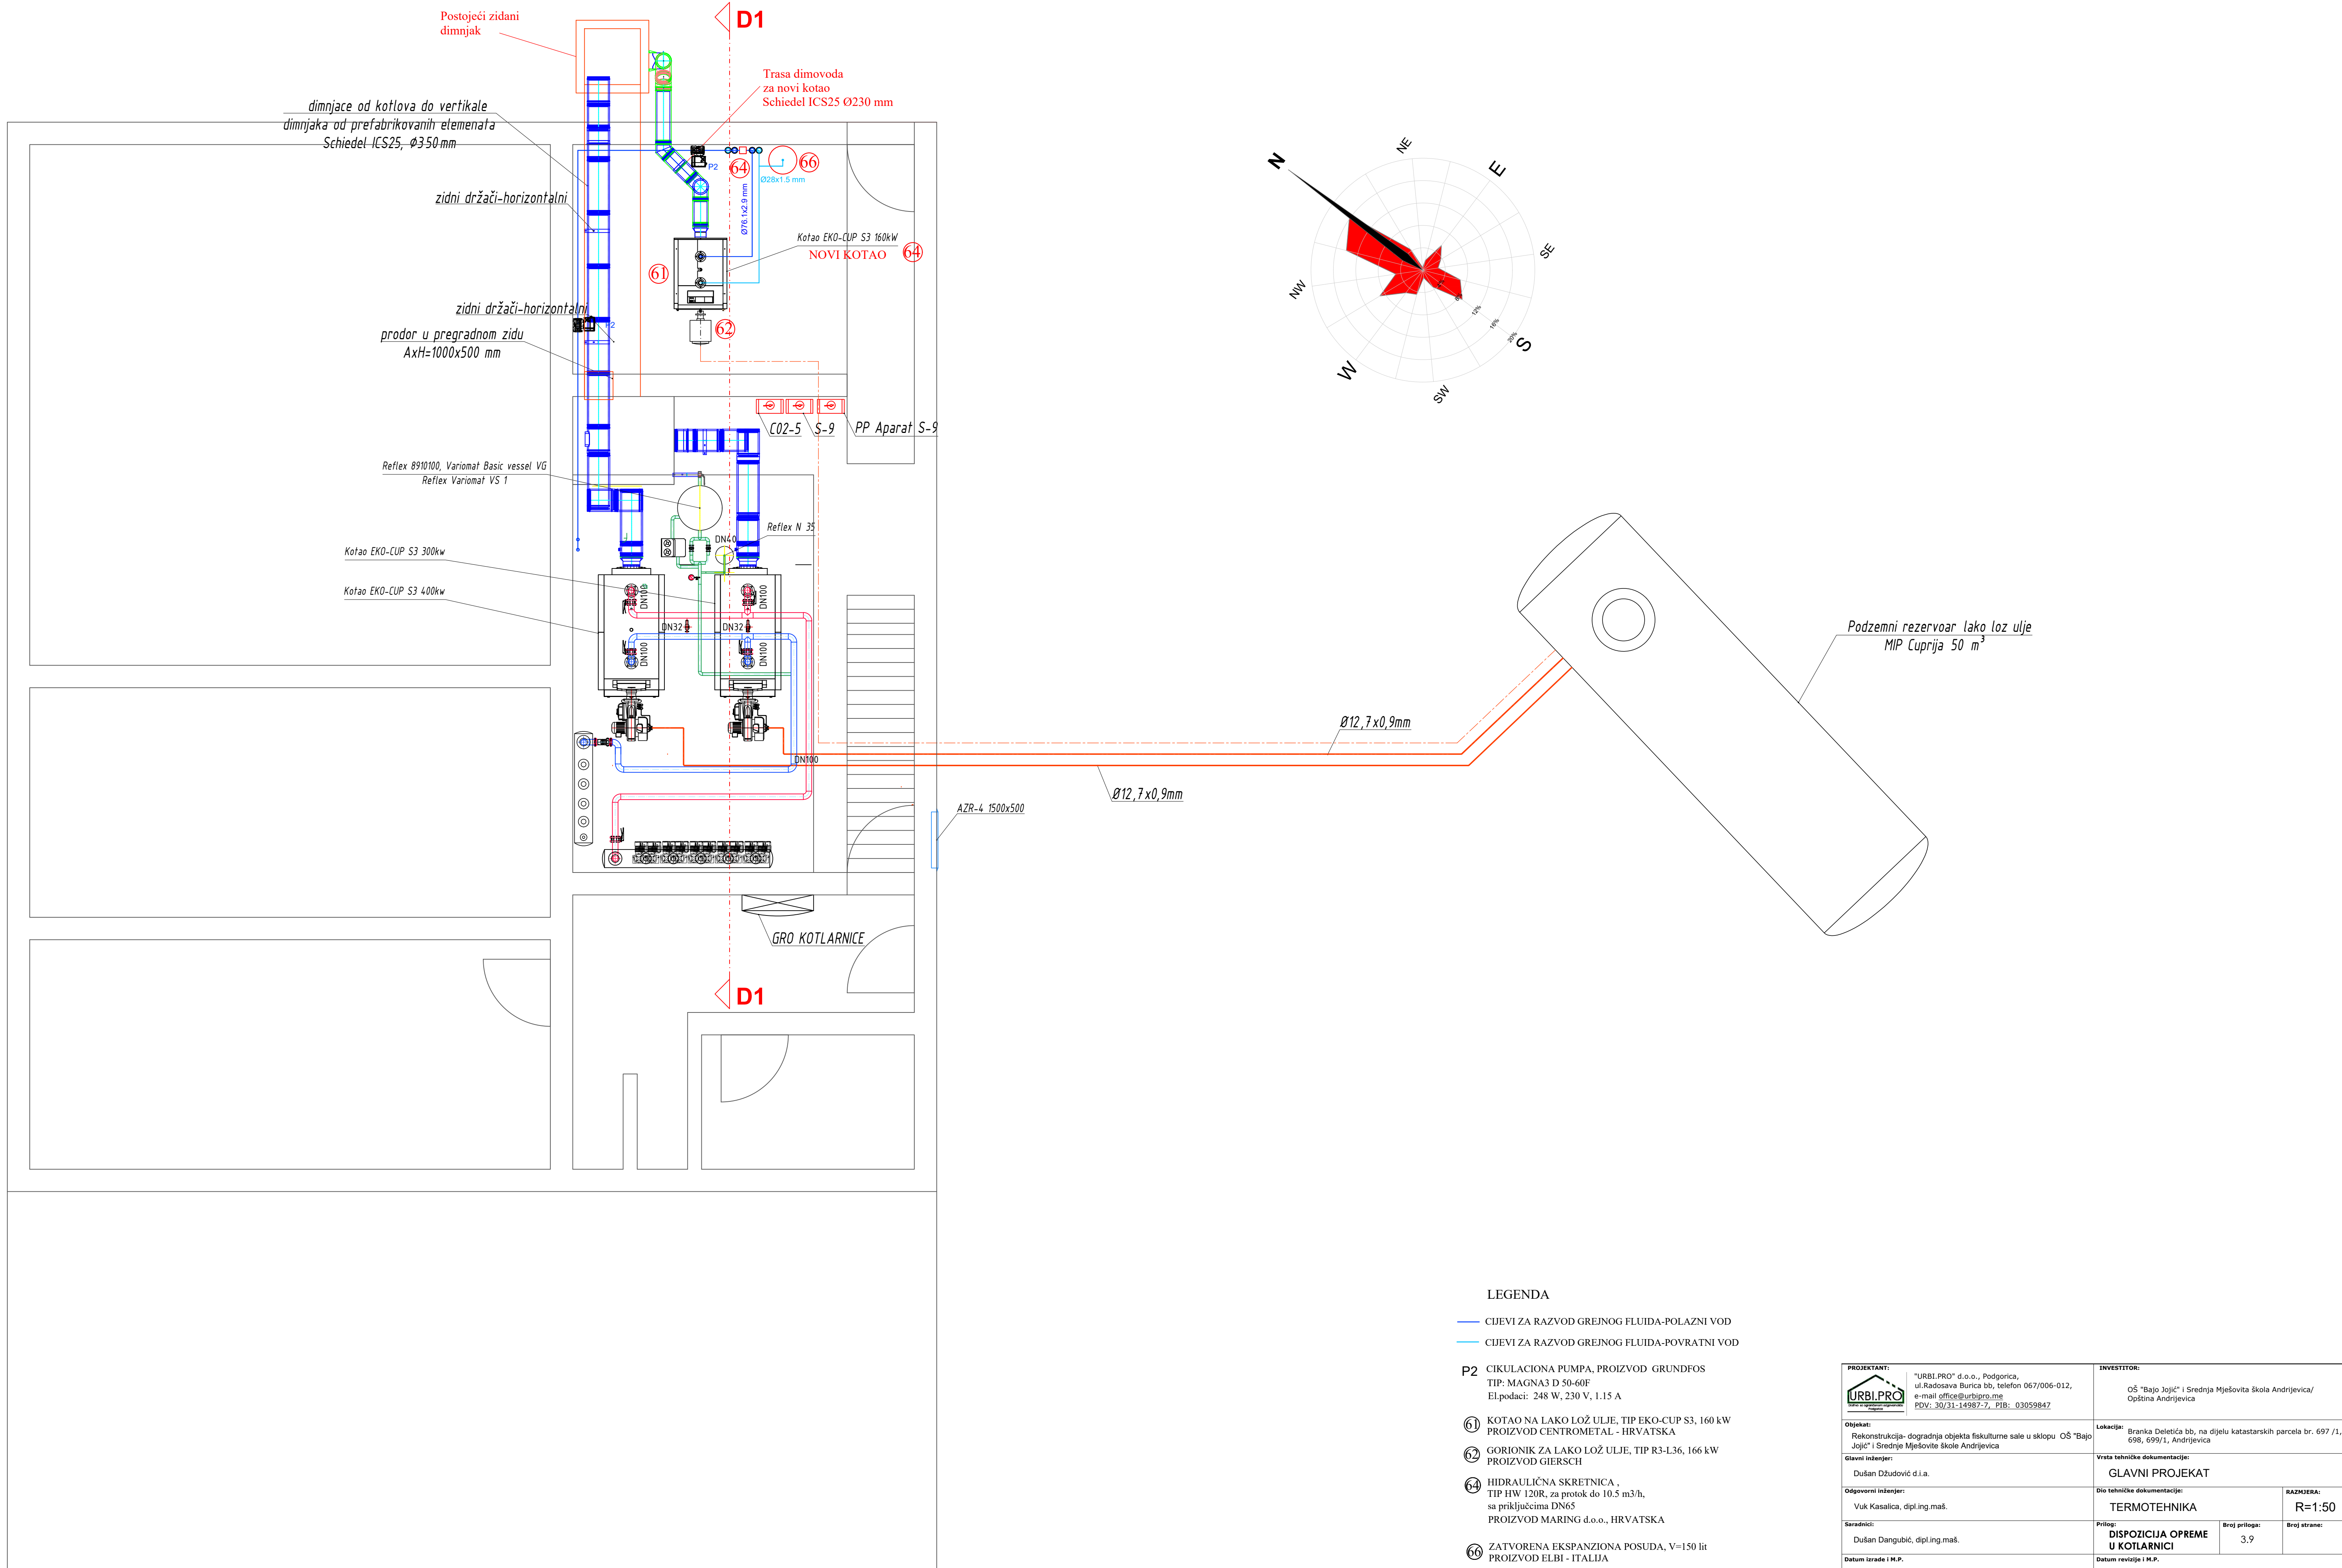 Postojeći zidani
dimnjak
D1
Trasa dimovoda
za novi kotao
Schiedel ICS25 Ø230 mm
dimnjace od kotlova do vertikale
dimnjaka od prefabrikovanih elemenata
Schiedel ICS25, Ø350mm
P2
64
66
Ø28x1.5 mm
Ø76.1x2.9 mm
zidni držači-horizontalni
Kotao EKO-CUP S3 160kW
NOVI KOTAO
64
61
zidni držači-horizontalni
P2
62
prodor u pregradnom zidu
AxH=1000x500 mm
CO2-5
S-9
PP Aparat S-9
Reflex 8910100, Variomat Basic vessel VG
Reflex Variomat VS 1
Reflex N 35
DN40
Kotao EKO-CUP S3 300kw
Kotao EKO-CUP S3 400kw
DN100
DN100
DN32
DN32
DN100
DN100
DN100
AZR-4 1500x500
GRO KOTLARNICE
D1
N
NE
E
SE
S
SW
W
NW
12%
16%
20%
Ø12,7x0,9mm
Ø12,7x0,9mm
Podzemni rezervoar lako loz ulje
MIP Cuprija 50 m³
LEGENDA
CIJEVI ZA RAZVOD GREJNOG FLUIDA-POLAZNI VOD
CIJEVI ZA RAZVOD GREJNOG FLUIDA-POVRATNI VOD
P2 CIKULACIONA PUMPA, PROIZVOD GRUNDFOS
TIP: MAGNA3 D 50-60F
El.podaci: 248 W, 230 V, 1.15 A
61 KOTAO NA LAKO LOŽ ULJE, TIP EKO-CUP S3, 160 kW
PROIZVOD CENTROMETAL - HRVATSKA
62 GORIONIK ZA LAKO LOŽ ULJE, TIP R3-L36, 166 kW
PROIZVOD GIERSCH
64 HIDRAULIČNA SKRETNICA ,
TIP HW 120R, za protok do 10.5 m3/h,
sa priključcima DN65
PROIZVOD MARING d.o.o., HRVATSKA
66 ZATVORENA EKSPANZIONA POSUDA, V=150 lit
PROIZVOD ELBI - ITALIJA
PROJEKTANT:
URBI.PRO
"URBI.PRO" d.o.o., Podgorica,
ul.Radosava Burica bb, telefon 067/006-012,
e-mail office@urbipro.me
PDV: 30/31-14987-7, PIB: 03059847
INVESTITOR:
OŠ "Bajo Jojić" i Srednja Mješovita škola Andrijevica/
Opština Andrijevica
Objekat:
Rekonstrukcija- dogradnja objekta fiskulturne sale u sklopu OŠ "Bajo
Jojić" i Srednje Mješovite škole Andrijevica
Lokacija:
Branka Deletića bb, na dijelu katastarskih parcela br. 697 /1,
698, 699/1, Andrijevica
Glavni inženjer:
Dušan Džudović d.i.a.
Vrsta tehničke dokumentacije:
GLAVNI PROJEKAT
Odgovorni inženjer:
Vuk Kasalica, dipl.ing.maš.
Dio tehničke dokumentacije:
TERMOTEHNIKA
RAZMJERA:
R=1:50
Saradnici:
Dušan Dangubić, dipl.ing.maš.
Prilog:
DISPOZICIJA OPREME
U KOTLARNICI
Broj priloga:
3.9
Broj strane:
Datum izrade i M.P.
Datum revizije i M.P.